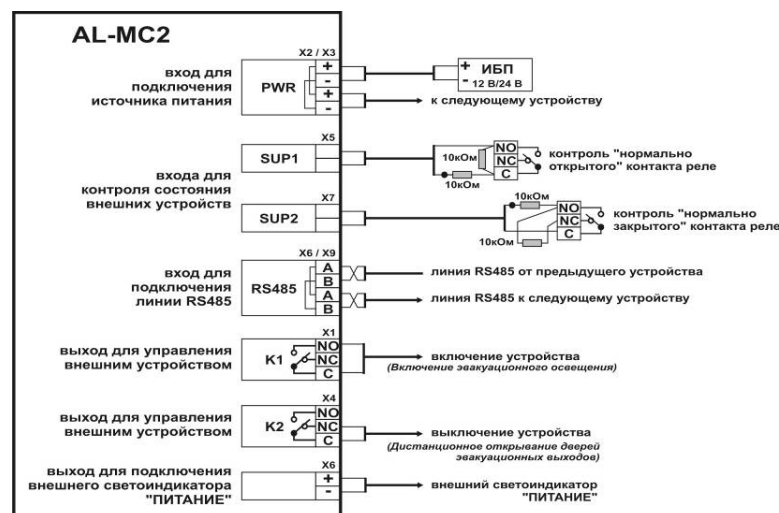 AL-MC2
X2 / X3
вход для
подключения
источника питания
PWR
+
-
+
-
+ ИБП
- 12 В/24 В
к следующему устройству
X5
SUP1
10кОм
10кОм
NO
NC
C
контроль "нормально
открытого" контакта реле
входа для
контроля состояния
внешних устройств
X7
SUP2
10кОм
10кОм
NO
NC
C
контроль "нормально
закрытого" контакта реле
X6 / X9
вход для
подключения
линии RS485
RS485
A
B
A
B
линия RS485 от предыдущего устройства
линия RS485 к следующему устройству
X1
выход для управления
внешним устройством
K1
NO
NC
C
включение устройства
(Включение эвакуационного освещения)
X4
выход для управления
внешним устройством
K2
NO
NC
C
выключение устройства
(Дистанционное открывание дверей
эвакуационных выходов)
X6
выход для подключения
внешнего светоиндикатора
"ПИТАНИЕ"
+
-
внешний светоиндикатор
"ПИТАНИЕ"